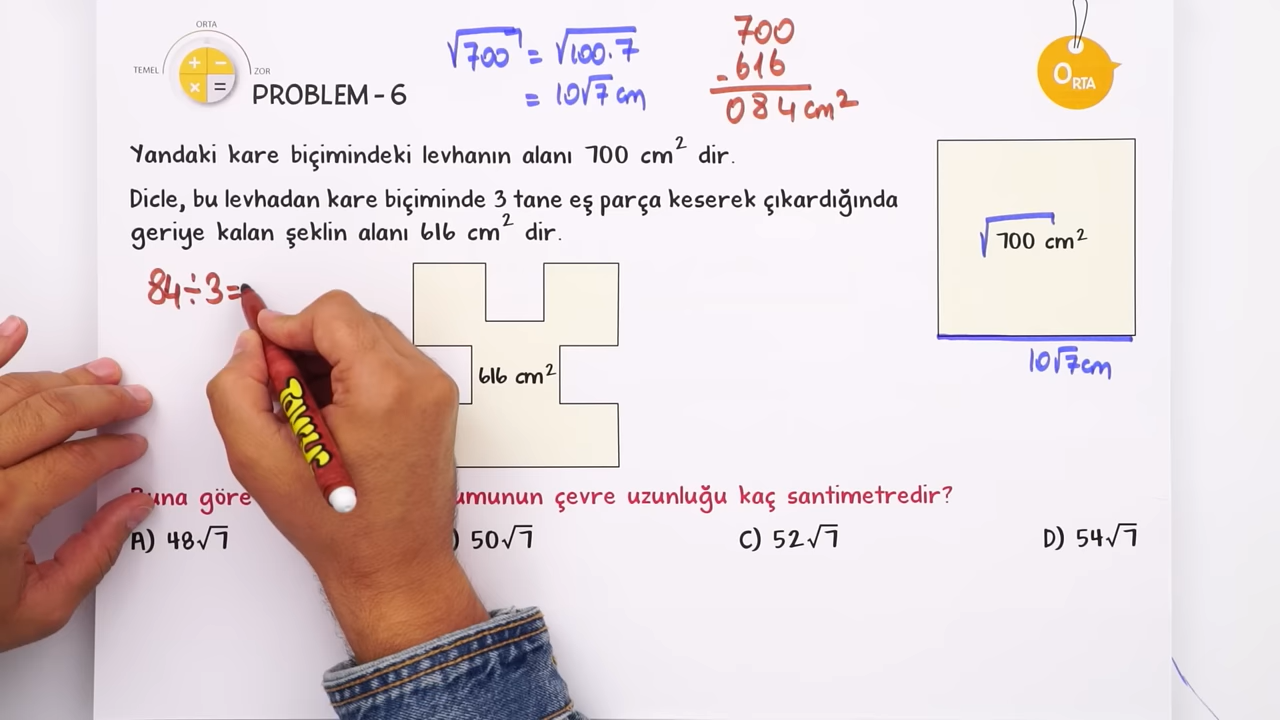 ORTA
TEMEL
ZOR
+ −
× =
PROBLEM - 6
√700 = √100.7
= 10√7 cm
700
- 616
084 cm²
ORTA
Yandaki kare biçimindeki levhanın alanı 700 cm² dir.
Dicle, bu levhadan kare biçiminde 3 tane eş parça keserek çıkardığında
geriye kalan şeklin alanı 616 cm² dir.
√700 cm²
10√7 cm
84÷3=
616 cm²
göre çevre uzunluğu kaç santimetredir?
A) 48√7
) 50√7
C) 52√7
D) 54√7